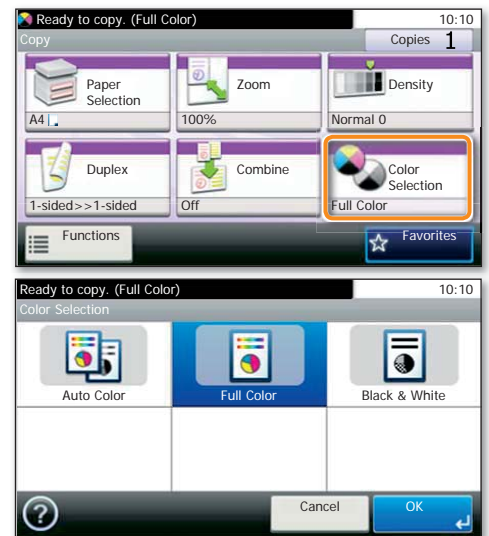 Ready to copy. (Full Color) 10:10
Copy Copies 1
Paper Selection
Zoom
Density
A4 100% Normal 0
Duplex
Combine
Color Selection
1-sided>>1-sided Off Full Color
Functions Favorites
Ready to copy. (Full Color) 10:10
Color Selection
Auto Color Full Color Black & White
? Cancel OK